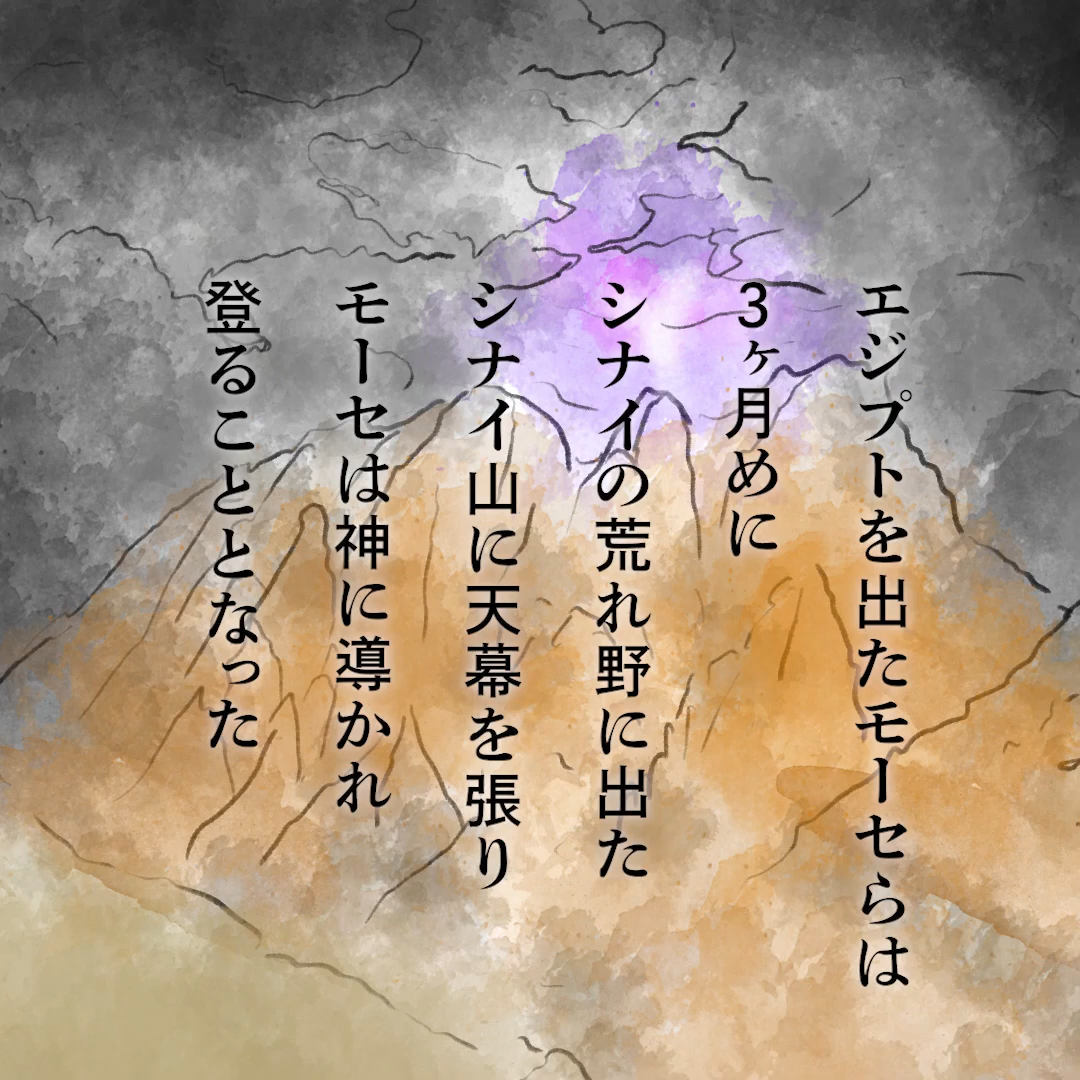 エジプトを出たモーセらは
3ヶ月めに
シナイの荒れ野に出た
シナイ山に天幕を張り
モーセは神に導かれ
登ることとなった